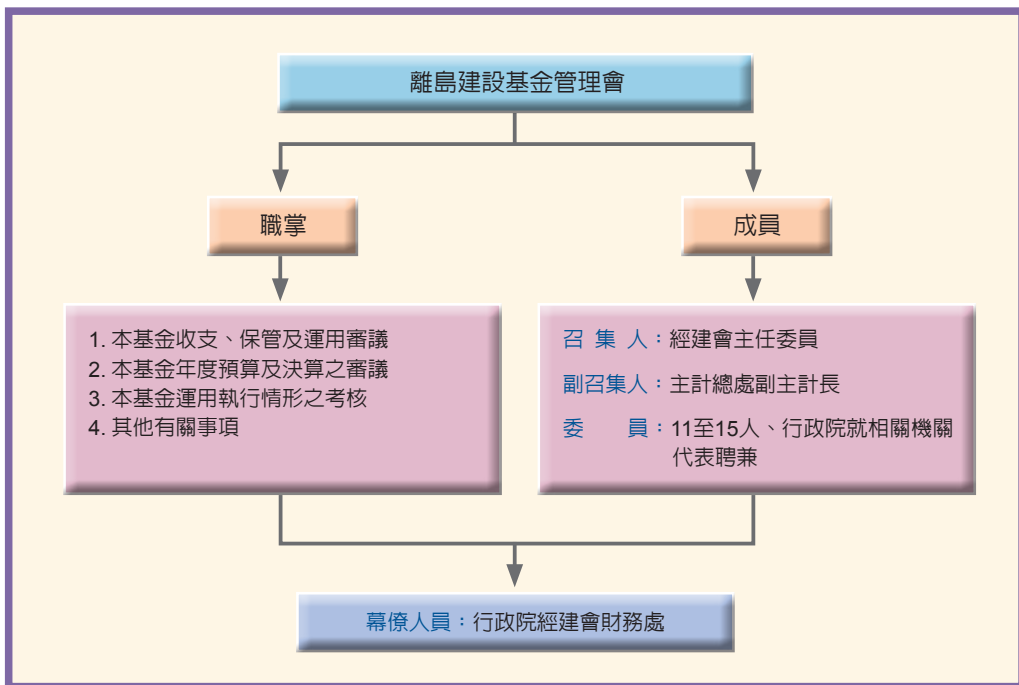 離島建設基金管理會
職掌
成員
1. 本基金收支、保管及運用審議
2. 本基金年度預算及決算之審議
3. 本基金運用執行情形之考核
4. 其他有關事項
召 集 人：經建會主任委員
副召集人：主計總處副主計長
委 員：11至15人、行政院就相關機關
代表聘兼
幕僚人員：行政院經建會財務處